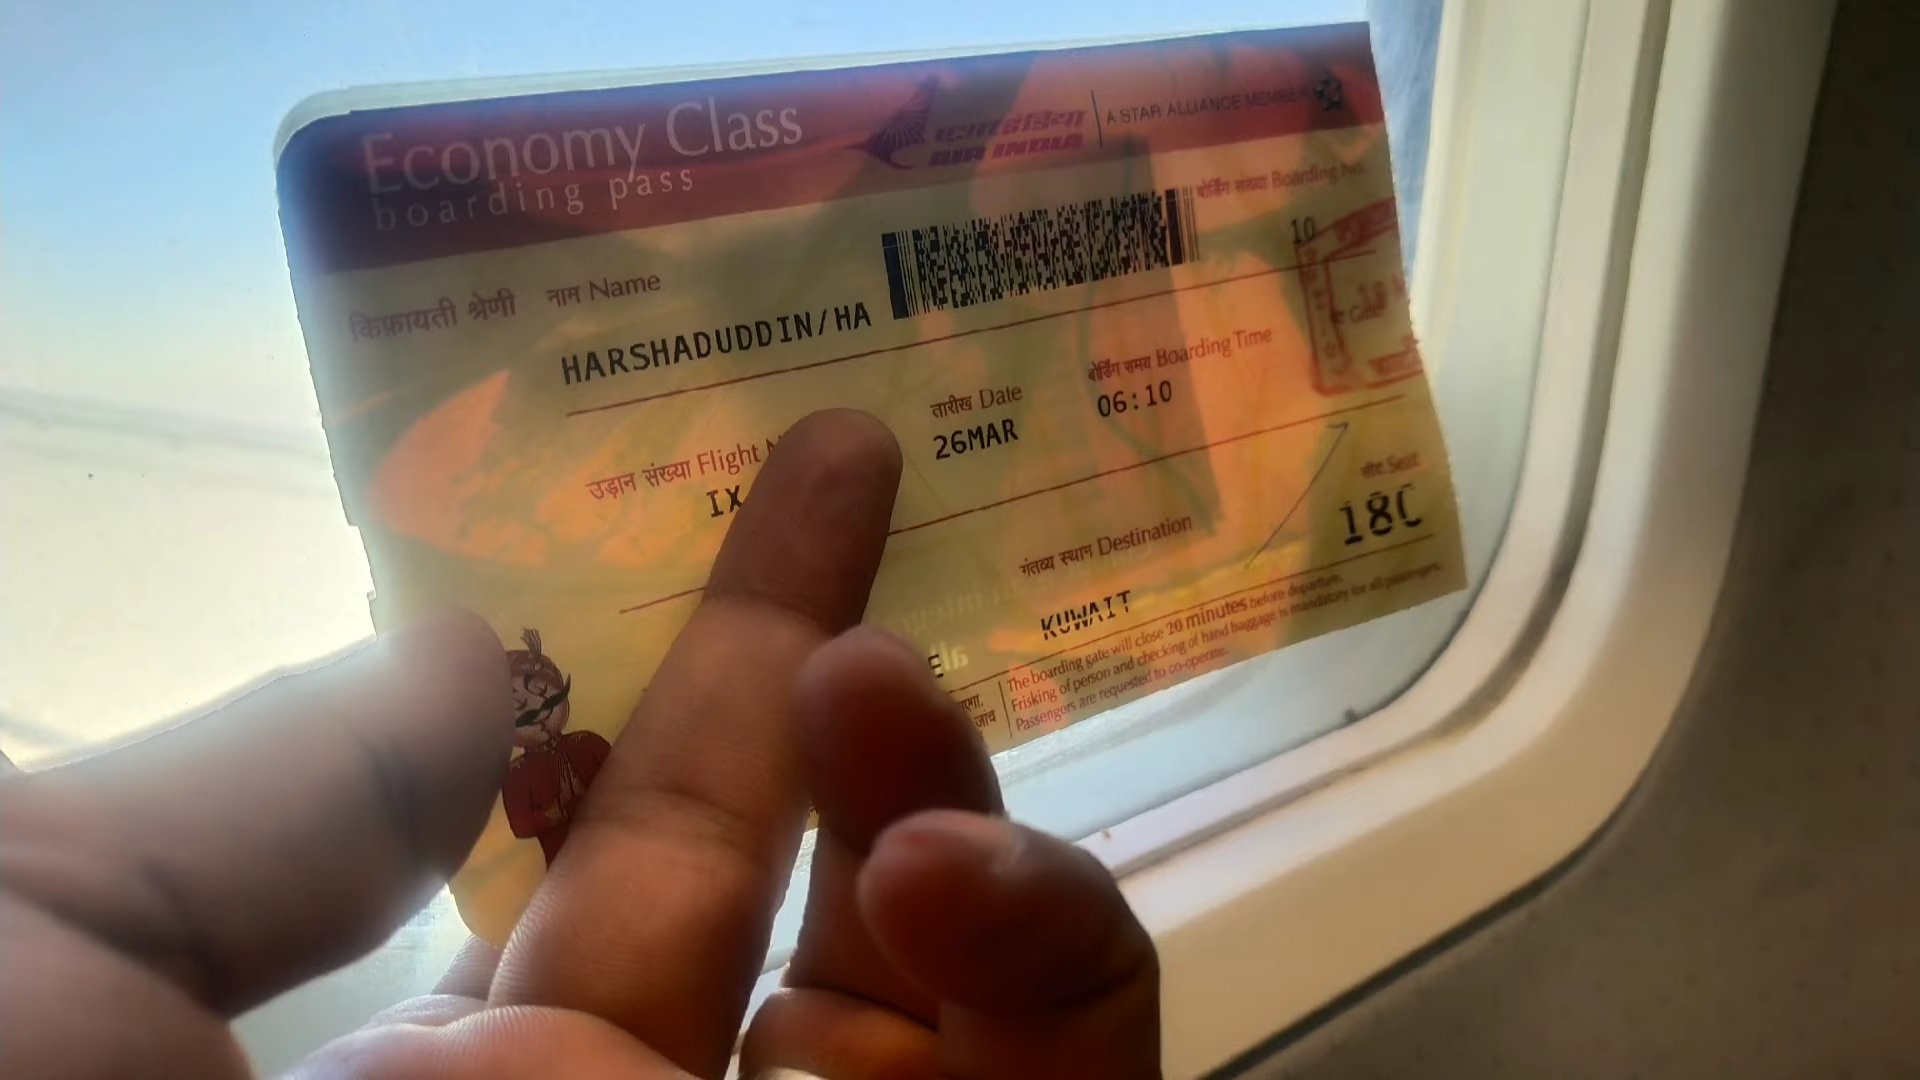 Economy Class
boarding pass
एअर इंडिया
AIR INDIA
A STAR ALLIANCE MEMBER
किफ़ायती श्रेणी
नाम Name
HARSHADUDDIN/HA
बोर्डिंग संख्या Boarding No.
10
उड़ान संख्या Flight
IX
तारीख Date
26MAR
बोर्डिंग समय Boarding Time
06:10
Gate
गंतव्य स्थान Destination
KUWAIT
सीट Seat
18C
E
The boarding gate will close 20 minutes before departure.
Frisking of person and checking of hand baggage is mandatory for all passengers.
Passengers are requested to co-operate.
जांच